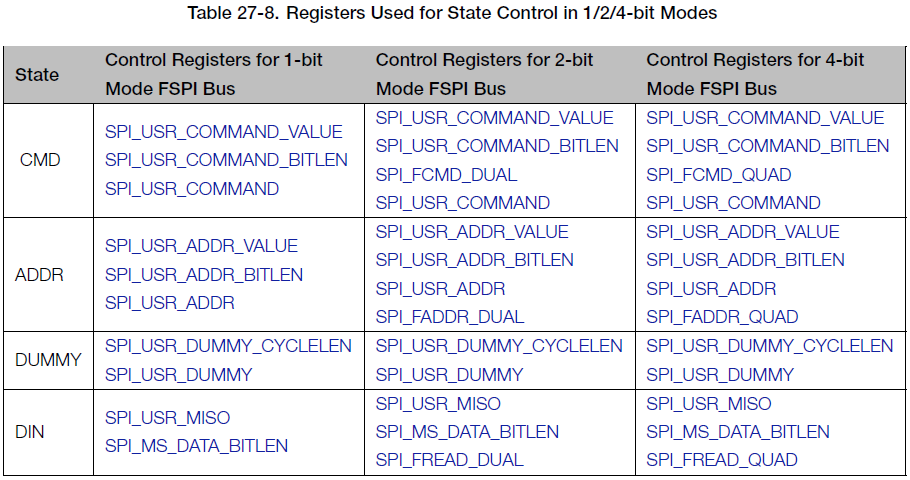 Table 27-8. Registers Used for State Control in 1/2/4-bit Modes
State
Control Registers for 1-bit
Mode FSPI Bus
Control Registers for 2-bit
Mode FSPI Bus
Control Registers for 4-bit
Mode FSPI Bus
CMD
SPI_USR_COMMAND_VALUE
SPI_USR_COMMAND_BITLEN
SPI_USR_COMMAND
SPI_USR_COMMAND_VALUE
SPI_USR_COMMAND_BITLEN
SPI_FCMD_DUAL
SPI_USR_COMMAND
SPI_USR_COMMAND_VALUE
SPI_USR_COMMAND_BITLEN
SPI_FCMD_QUAD
SPI_USR_COMMAND
ADDR
SPI_USR_ADDR_VALUE
SPI_USR_ADDR_BITLEN
SPI_USR_ADDR
SPI_USR_ADDR_VALUE
SPI_USR_ADDR_BITLEN
SPI_USR_ADDR
SPI_FADDR_DUAL
SPI_USR_ADDR_VALUE
SPI_USR_ADDR_BITLEN
SPI_USR_ADDR
SPI_FADDR_QUAD
DUMMY
SPI_USR_DUMMY_CYCLELEN
SPI_USR_DUMMY
SPI_USR_DUMMY_CYCLELEN
SPI_USR_DUMMY
SPI_USR_DUMMY_CYCLELEN
SPI_USR_DUMMY
DIN
SPI_USR_MISO
SPI_MS_DATA_BITLEN
SPI_USR_MISO
SPI_MS_DATA_BITLEN
SPI_FREAD_DUAL
SPI_USR_MISO
SPI_MS_DATA_BITLEN
SPI_FREAD_QUAD